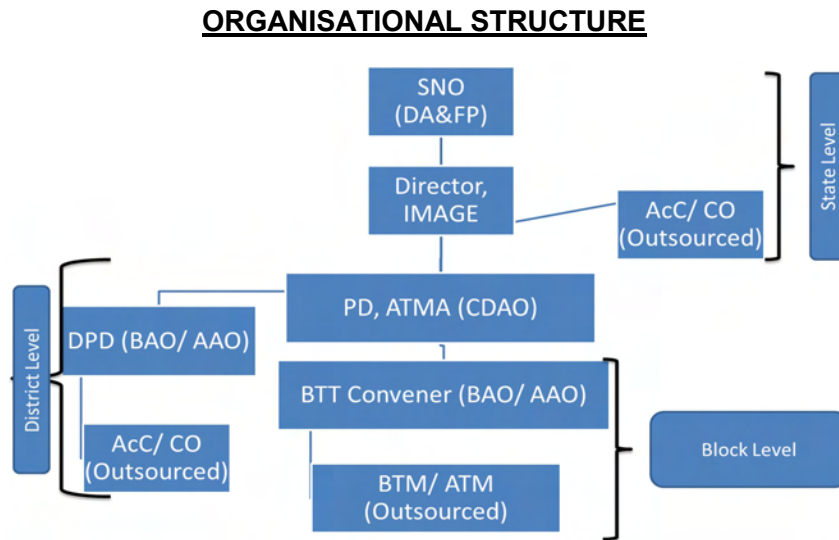 ORGANISATIONAL STRUCTURE
SNO
(DA&FP)
Director,
IMAGE
AcC/ CO
(Outsourced)
State Level
PD, ATMA (CDAO)
DPD (BAO/ AAO)
District Level
BTT Convener (BAO/ AAO)
AcC/ CO
(Outsourced)
Block Level
BTM/ ATM
(Outsourced)